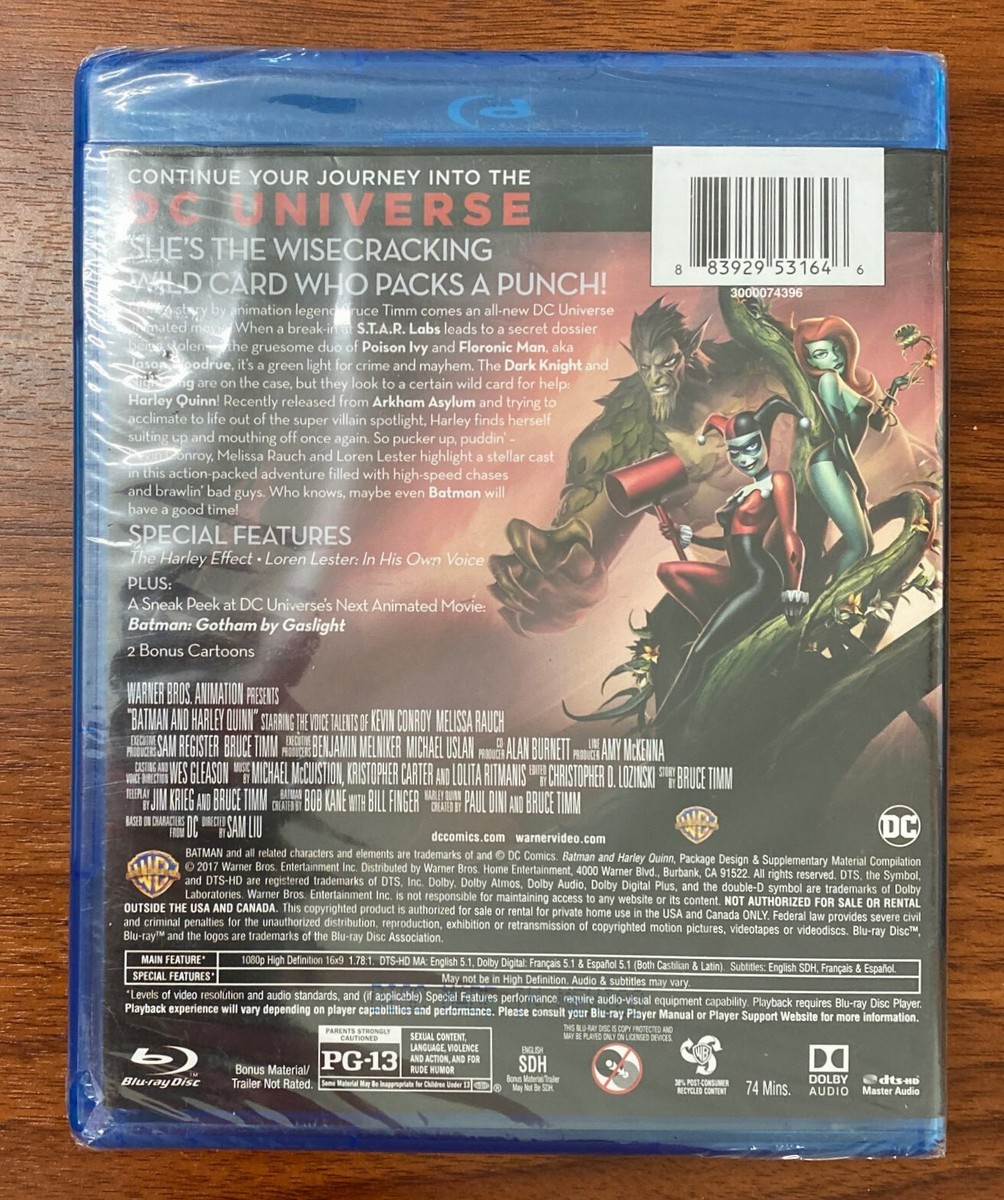 CONTINUE YOUR JOURNEY INTO THE
DC UNIVERSE
SHE'S THE WISECRACKING
WILD CARD WHO PACKS A PUNCH!
story by animation legend Bruce Timm comes an all-new DC Universe
animated movie. When a break-in at S.T.A.R. Labs leads to a secret dossier
being stolen by the gruesome duo of Poison Ivy and Floronic Man, aka
Jason Woodrue, it's a green light for crime and mayhem. The Dark Knight and
Nightwing are on the case, but they look to a certain wild card for help:
Harley Quinn! Recently released from Arkham Asylum and trying to
acclimate to life out of the super villain spotlight, Harley finds herself
suiting up and mouthing off once again. So pucker up, puddin' –
Kevin Conroy, Melissa Rauch and Loren Lester highlight a stellar cast
in this action-packed adventure filled with high-speed chases
and brawlin' bad guys. Who knows, maybe even Batman will
have a good time!
SPECIAL FEATURES
The Harley Effect • Loren Lester: In His Own Voice
PLUS:
A Sneak Peek at DC Universe's Next Animated Movie:
Batman: Gotham by Gaslight
2 Bonus Cartoons
8 83929 53164 6
3000074396
WARNER BROS. ANIMATION PRESENTS
"BATMAN AND HARLEY QUINN" STARRING THE VOICE TALENTS OF KEVIN CONROY MELISSA RAUCH
EXECUTIVE PRODUCERS SAM REGISTER BRUCE TIMM EXECUTIVE PRODUCERS BENJAMIN MELNIKER MICHAEL USLAN CO PRODUCER ALAN BURNETT LINE PRODUCER AMY McKENNA
CASTING AND VOICE DIRECTION WES GLEASON MUSIC BY MICHAEL McCUISTION, KRISTOPHER CARTER AND LOLITA RITMANIS EDITED BY CHRISTOPHER D. LOZINSKI STORY BY BRUCE TIMM
TELEPLAY BY JIM KRIEG AND BRUCE TIMM BATMAN CREATED BY BOB KANE WITH BILL FINGER HARLEY QUINN CREATED BY PAUL DINI AND BRUCE TIMM
BASED ON CHARACTERS FROM DC DIRECTED BY SAM LIU
dccomics.com warnervideo.com
WB
DC
WB
BATMAN and all related characters and elements are trademarks of and © DC Comics. Batman and Harley Quinn, Package Design & Supplementary Material Compilation
© 2017 Warner Bros. Entertainment Inc. Distributed by Warner Bros. Home Entertainment, 4000 Warner Blvd., Burbank, CA 91522. All rights reserved. DTS, the Symbol,
and DTS-HD are registered trademarks of DTS, Inc. Dolby, Dolby Atmos, Dolby Audio, Dolby Digital Plus, and the double-D symbol are trademarks of Dolby
Laboratories. Warner Bros. Entertainment Inc. is not responsible for maintaining access to any website or its content. NOT AUTHORIZED FOR SALE OR RENTAL
OUTSIDE THE USA AND CANADA. This copyrighted product is authorized for sale or rental for private home use in the USA and Canada ONLY. Federal law provides severe civil
and criminal penalties for the unauthorized distribution, reproduction, exhibition or retransmission of copyrighted motion pictures, videotapes or videodiscs. Blu-ray Disc™,
Blu-ray™ and the logos are trademarks of the Blu-ray Disc Association.
MAIN FEATURE* 1080p High Definition 16x9 1.78:1. DTS-HD MA: English 5.1, Dolby Digital: Français 5.1 & Español 5.1 (Both Castilian & Latin). Subtitles: English SDH, Français & Español.
SPECIAL FEATURES* May not be in High Definition. Audio & subtitles may vary.
*Levels of video resolution and audio standards, and (if applicable) Special Features performance, require audio-visual equipment capability. Playback requires Blu-ray Disc Player.
Playback experience will vary depending on player capabilities and performance. Please consult your Blu-ray Player Manual or Player Support Website for more information.
Blu-ray Disc™
Bonus Material/
Trailer Not Rated.
PARENTS STRONGLY CAUTIONED
PG-13
SEXUAL CONTENT,
LANGUAGE, VIOLENCE
AND ACTION, AND FOR
RUDE HUMOR
Some Material May Be Inappropriate for Children Under 13
®
ENGLISH
SDH
Bonus Material/Trailer
May Not Be SDH.
THIS BLU-RAY DISC IS COPY PROTECTED AND
MAY BE PLAYED ONLY ON LICENSED DEVICES.
30% POST-CONSUMER
RECYCLED CONTENT
74 Mins.
DOLBY
AUDIO
dts-HD
Master Audio